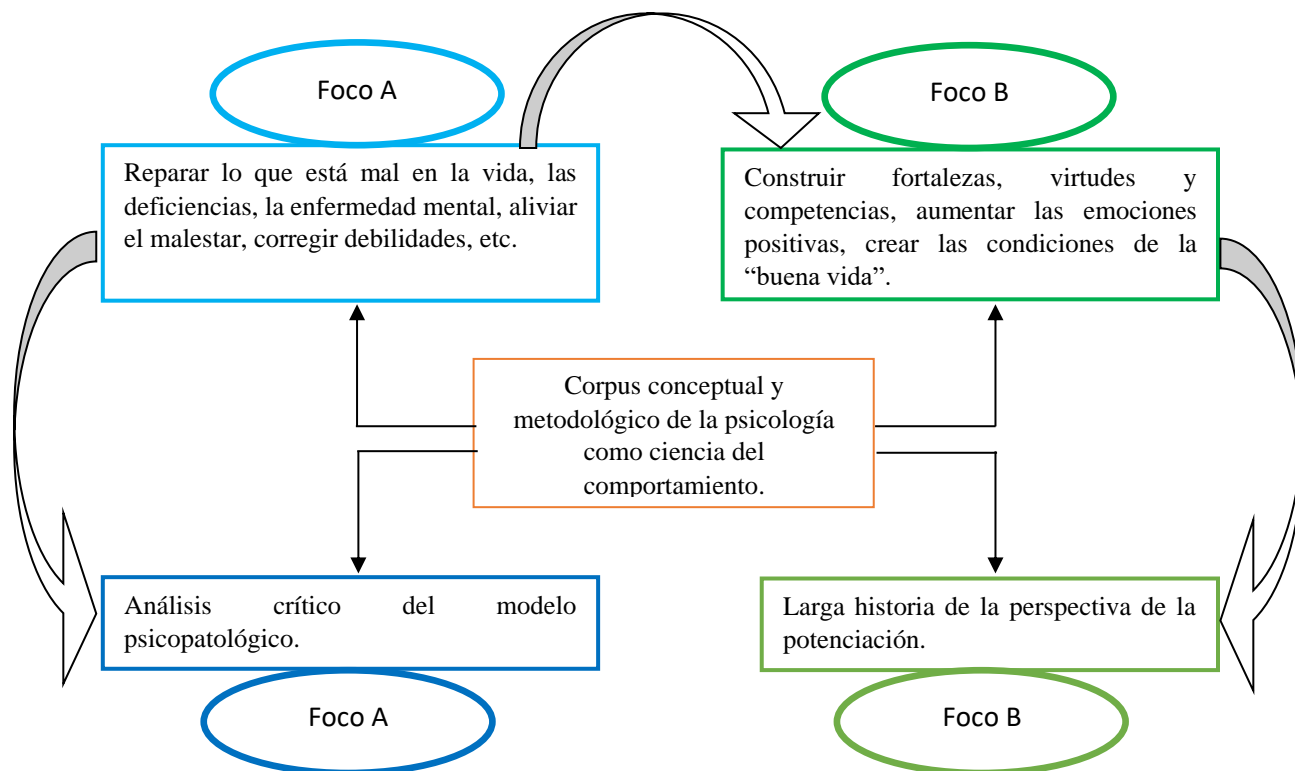 Foco A
Foco B
Reparar lo que está mal en la vida, las
deficiencias, la enfermedad mental, aliviar
el malestar, corregir debilidades, etc.
Construir fortalezas, virtudes y
competencias, aumentar las emociones
positivas, crear las condiciones de la
“buena vida”.
Corpus conceptual y
metodológico de la psicología
como ciencia del
comportamiento.
Análisis crítico del modelo
psicopatológico.
Larga historia de la perspectiva de la
potenciación.
Foco A
Foco B